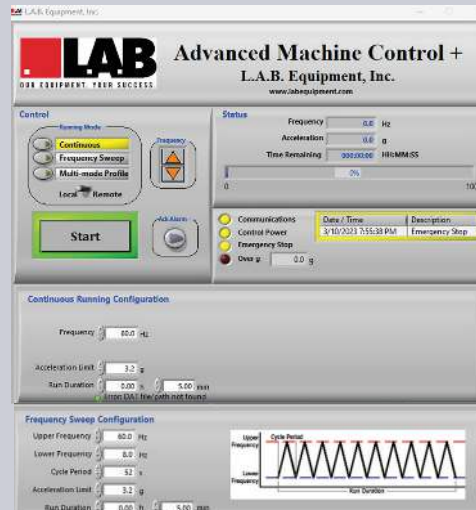 L.A.B. Equipment, Inc.
LAB
OUR EQUIPMENT. YOUR SUCCESS
Advanced Machine Control +
L.A.B. Equipment, Inc.
www.labequipment.com
Control
Running Mode
Continuous
Frequency Sweep
Multi-mode Profile
Local Remote
Frequency
Start
Ack Alarm
Status
Frequency 0.0 Hz
Acceleration 0.0 g
Time Remaining 000:00:00 HH:MM:SS
0%
0 100
Communications
Control Power
Emergency Stop
Over g 0.0 g
Date / Time Description
3/10/2023 7:55:38 PM Emergency Stop
Continuous Running Configuration
Frequency 60.0 Hz
Acceleration Limit 3.2 g
Run Duration 0.00 h 5.00 min
Error: DAT file/path not found
Frequency Sweep Configuration
Upper Frequency 60.0 Hz
Lower Frequency 8.0 Hz
Cycle Period 52 s
Acceleration Limit 3.2 g
Run Duration 0.00 h 5.00 min
Upper Frequency
Cycle Period
Lower Frequency
Run Duration